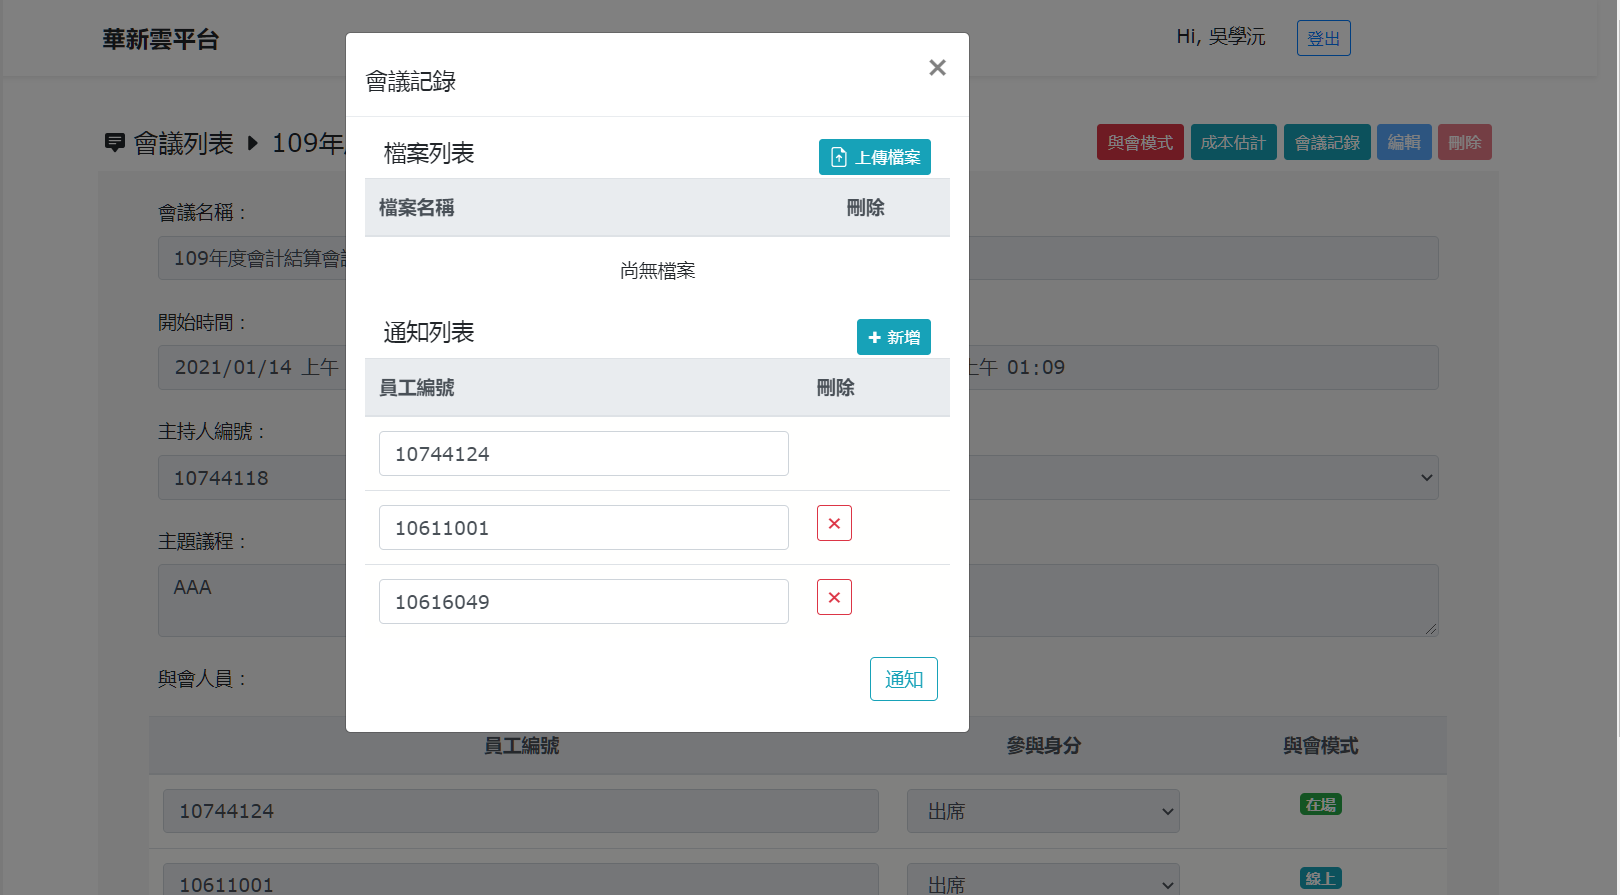 華新雲平台
Hi, 吳學沅
登出
會議列表
109年
與會模式
成本估計
會議記錄
編輯
刪除
會議名稱：
109年度會計結算會
開始時間：
2021/01/14 上午
上午 01:09
主持人編號：
10744118
主題議程：
AAA
與會人員：
會議記錄
×
檔案列表
上傳檔案
檔案名稱
刪除
尚無檔案
通知列表
+ 新增
員工編號
刪除
10744124
10611001
×
10616049
×
通知
員工編號
參與身分
與會模式
10744124
出席
在場
10611001
出席
線上